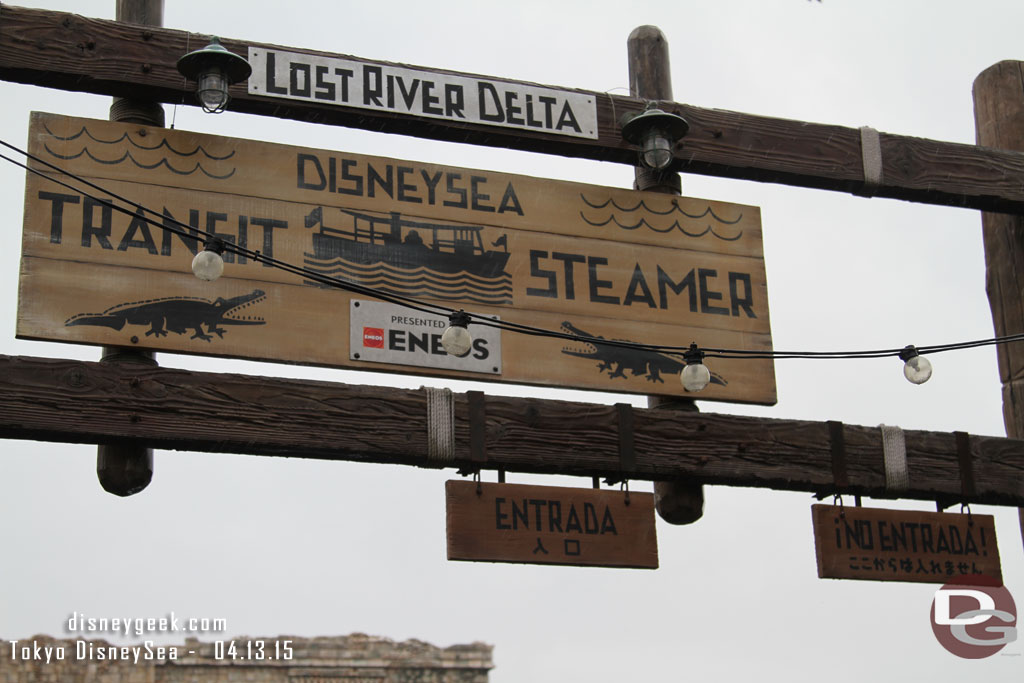 LOST RIVER DELTA
DISNEYSEA
TRANSIT STEAMER
PRESENTED
ENEOS
ENEOS
ENTRADA
入口
¡NO ENTRADA!
ここからは入れません
disneygeek.com
Tokyo DisneySea - 04.13.15
DG